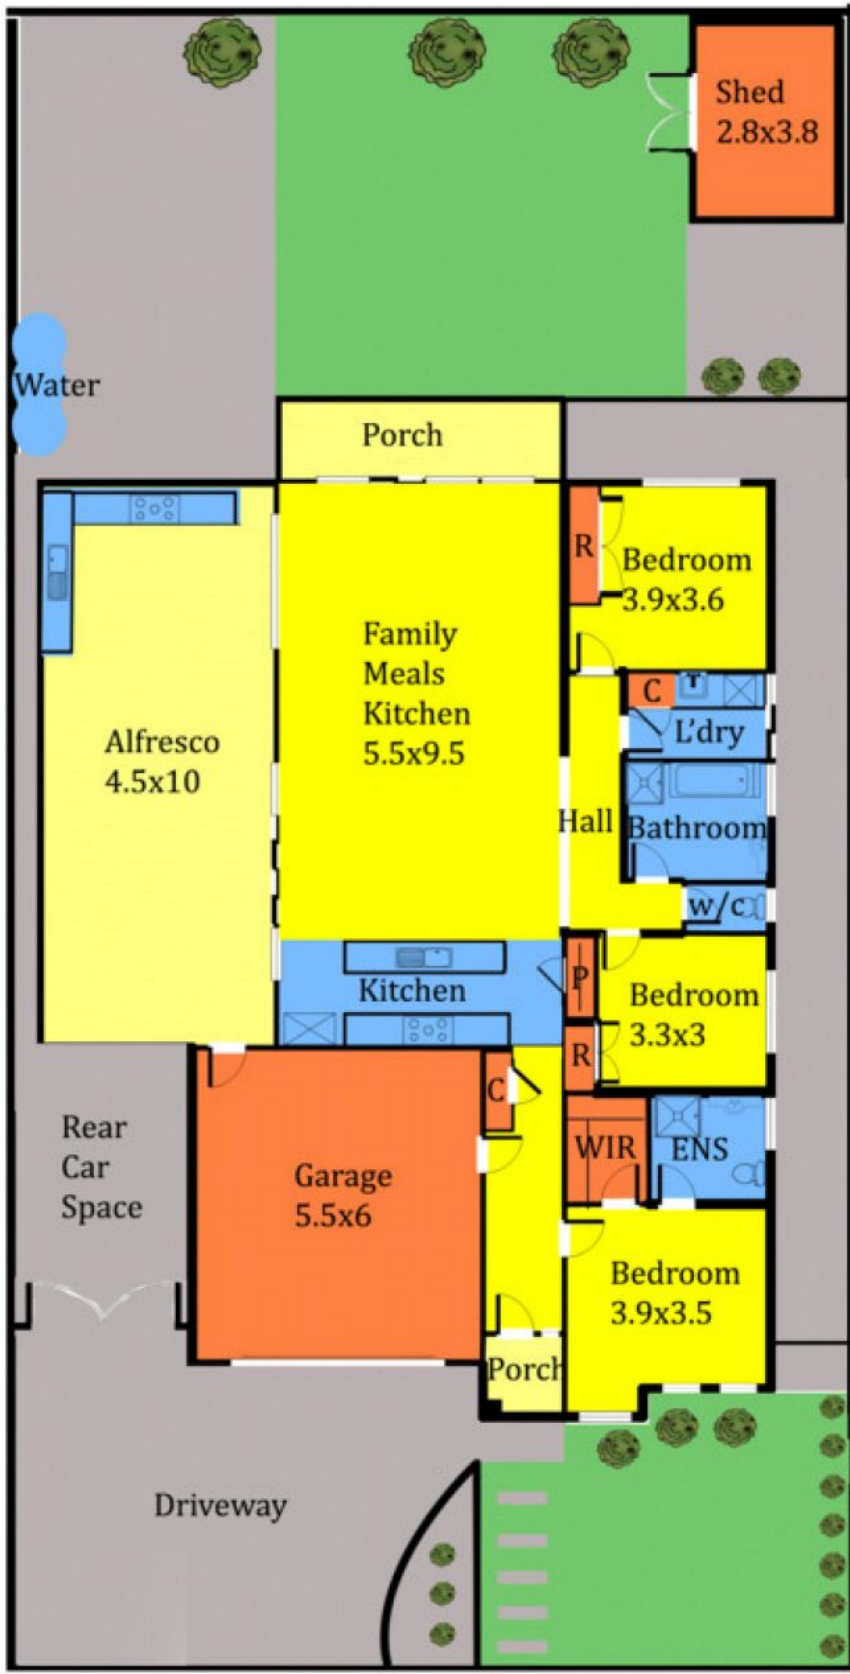 Shed
2.8x3.8
Water
Porch
R
Bedroom
3.9x3.6
Family
Meals
Kitchen
5.5x9.5
C
T
L'dry
Alfresco
4.5x10
Hall
Bathroom
w/c
P
Kitchen
Bedroom
3.3x3
R
C
Rear
Car
Space
Garage
5.5x6
WIR
ENS
Bedroom
3.9x3.5
Porch
Driveway